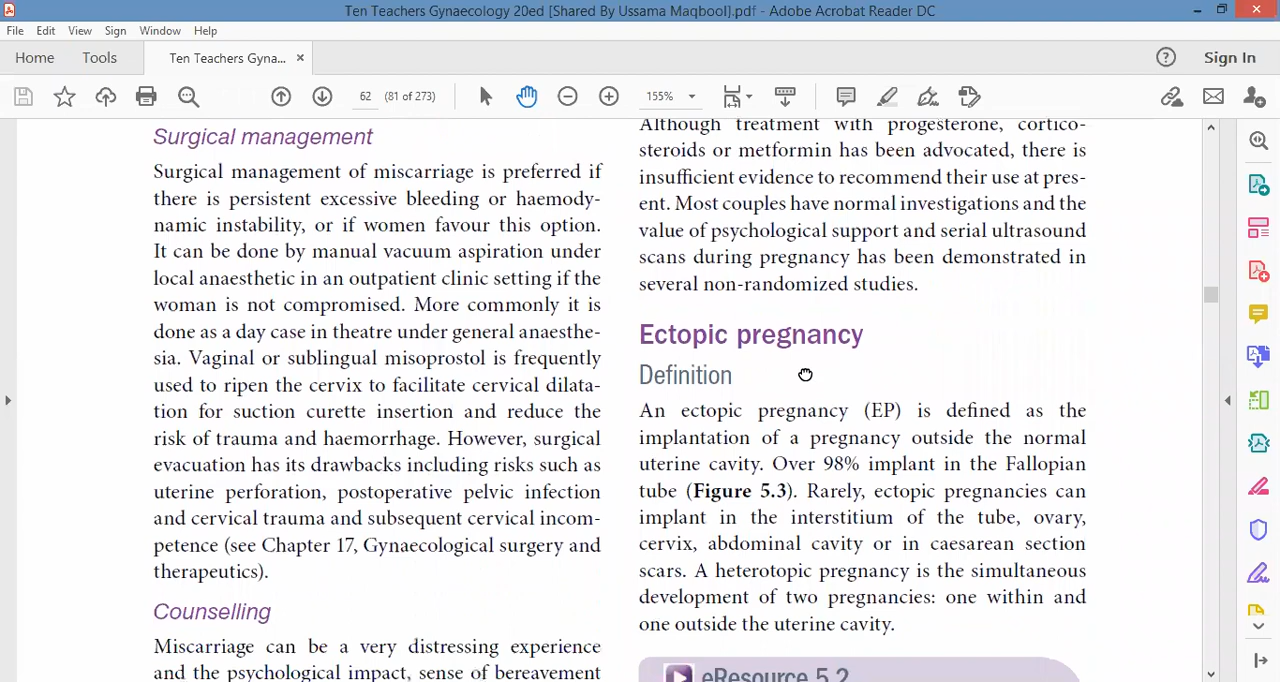 Ten Teachers Gynaecology 20ed [Shared By Ussama Maqbool].pdf - Adobe Acrobat Reader DC
File Edit View Sign Window Help
Home Tools Ten Teachers Gyna... × Sign In
62 (81 of 273) 155%
Surgical management
Surgical management of miscarriage is preferred if
there is persistent excessive bleeding or haemody-
namic instability, or if women favour this option.
It can be done by manual vacuum aspiration under
local anaesthetic in an outpatient clinic setting if the
woman is not compromised. More commonly it is
done as a day case in theatre under general anaesthe-
sia. Vaginal or sublingual misoprostol is frequently
used to ripen the cervix to facilitate cervical dilata-
tion for suction curette insertion and reduce the
risk of trauma and haemorrhage. However, surgical
evacuation has its drawbacks including risks such as
uterine perforation, postoperative pelvic infection
and cervical trauma and subsequent cervical incom-
petence (see Chapter 17, Gynaecological surgery and
therapeutics).
Counselling
Miscarriage can be a very distressing experience
and the psychological impact, sense of bereavement
Although treatment with progesterone, cortico-
steroids or metformin has been advocated, there is
insufficient evidence to recommend their use at pres-
ent. Most couples have normal investigations and the
value of psychological support and serial ultrasound
scans during pregnancy has been demonstrated in
several non-randomized studies.
Ectopic pregnancy
Definition
An ectopic pregnancy (EP) is defined as the
implantation of a pregnancy outside the normal
uterine cavity. Over 98% implant in the Fallopian
tube (Figure 5.3). Rarely, ectopic pregnancies can
implant in the interstitium of the tube, ovary,
cervix, abdominal cavity or in caesarean section
scars. A heterotopic pregnancy is the simultaneous
development of two pregnancies: one within and
one outside the uterine cavity.
eResource 5.2